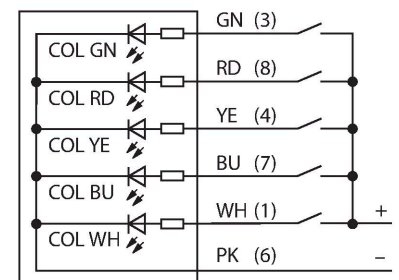 GN (3)
COL GN
RD (8)
COL RD
YE (4)
COL YE
BU (7)
COL BU
WH (1)
+
COL WH
PK (6)
–